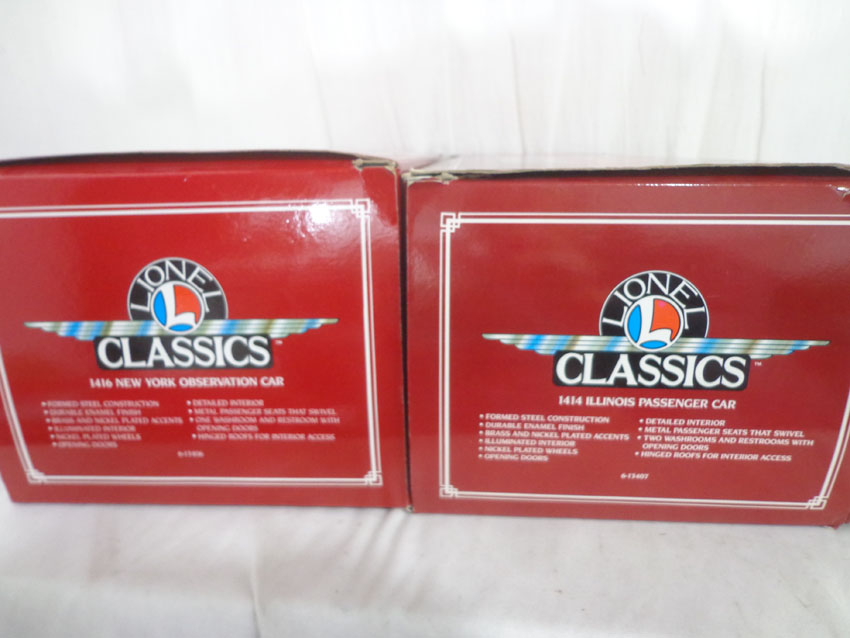 LIONEL
L
CLASSICS™
1416 NEW YORK OBSERVATION CAR
• FORMED STEEL CONSTRUCTION
• DURABLE ENAMEL FINISH
• BRASS AND NICKEL PLATED ACCENTS
• ILLUMINATED INTERIOR
• NICKEL PLATED WHEELS
• OPENING DOORS
• DETAILED INTERIOR
• METAL PASSENGER SEATS THAT SWIVEL
• ONE WASHROOM AND RESTROOM WITH
OPENING DOORS
• HINGED ROOFS FOR INTERIOR ACCESS
6-13406
LIONEL
L
CLASSICS™
1414 ILLINOIS PASSENGER CAR
• FORMED STEEL CONSTRUCTION
• DURABLE ENAMEL FINISH
• BRASS AND NICKEL PLATED ACCENTS
• ILLUMINATED INTERIOR
• NICKEL PLATED WHEELS
• OPENING DOORS
• DETAILED INTERIOR
• METAL PASSENGER SEATS THAT SWIVEL
• TWO WASHROOMS AND RESTROOMS WITH
OPENING DOORS
• HINGED ROOFS FOR INTERIOR ACCESS
6-13407